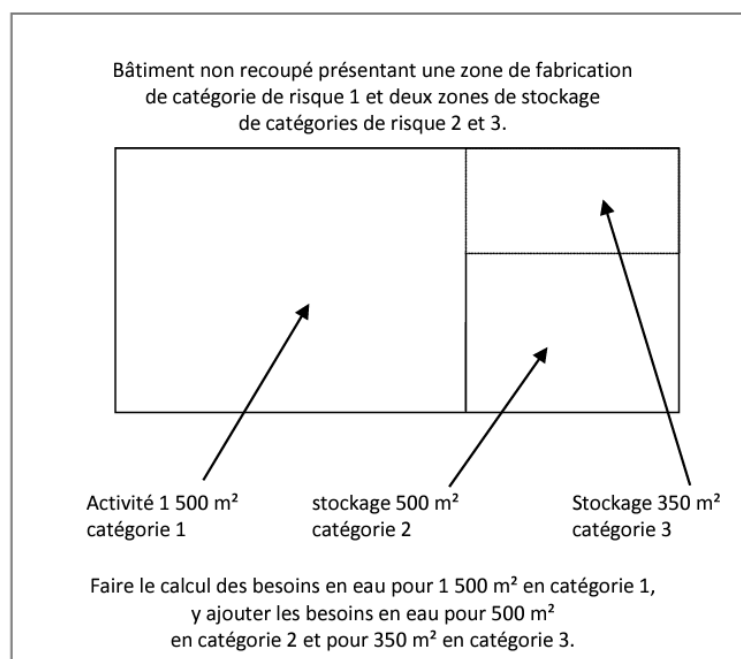 Bâtiment non recoupé présentant une zone de fabrication
de catégorie de risque 1 et deux zones de stockage
de catégories de risque 2 et 3.
Activité 1 500 m²
catégorie 1
stockage 500 m²
catégorie 2
Stockage 350 m²
catégorie 3
Faire le calcul des besoins en eau pour 1 500 m² en catégorie 1,
y ajouter les besoins en eau pour 500 m²
en catégorie 2 et pour 350 m² en catégorie 3.